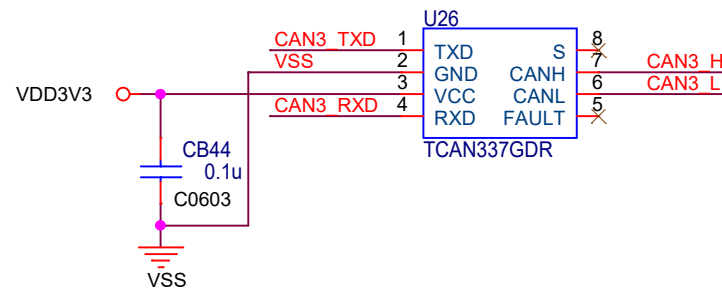 U26
CAN3_TXD 1 TXD S 8
VSS 2 GND CANH 7 CAN3_H
VDD3V3 3 VCC CANL 6 CAN3_L
CAN3_RXD 4 RXD FAULT 5
TCAN337GDR
CB44
0.1u
C0603
VSS